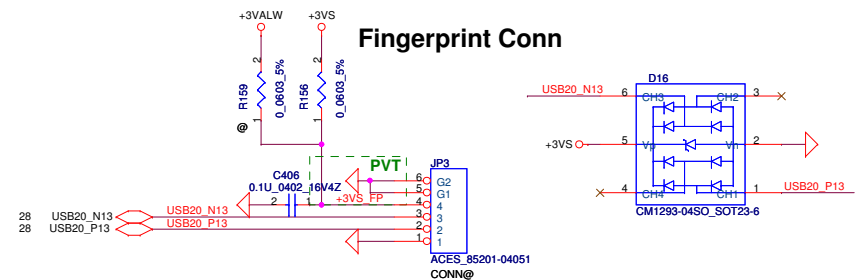 Fingerprint Conn
+3VALW
+3VS
2
2
R159
0_0603_5%
R156
0_0603_5%
1
1
@
PVT
C406
0.1U_0402_16V4Z
2
1
+3VS_FP
JP3
6 G2
5 G1
4 4
3 3
2 2
1 1
ACES_85201-04051
CONN@
28 USB20_N13 USB20_N13
28 USB20_P13 USB20_P13
D16
USB20_N13 6 CH3 CH2 3
+3VS 5 Vp Vn 2
4 CH4 CH1 1 USB20_P13
CM1293-04SO_SOT23-6